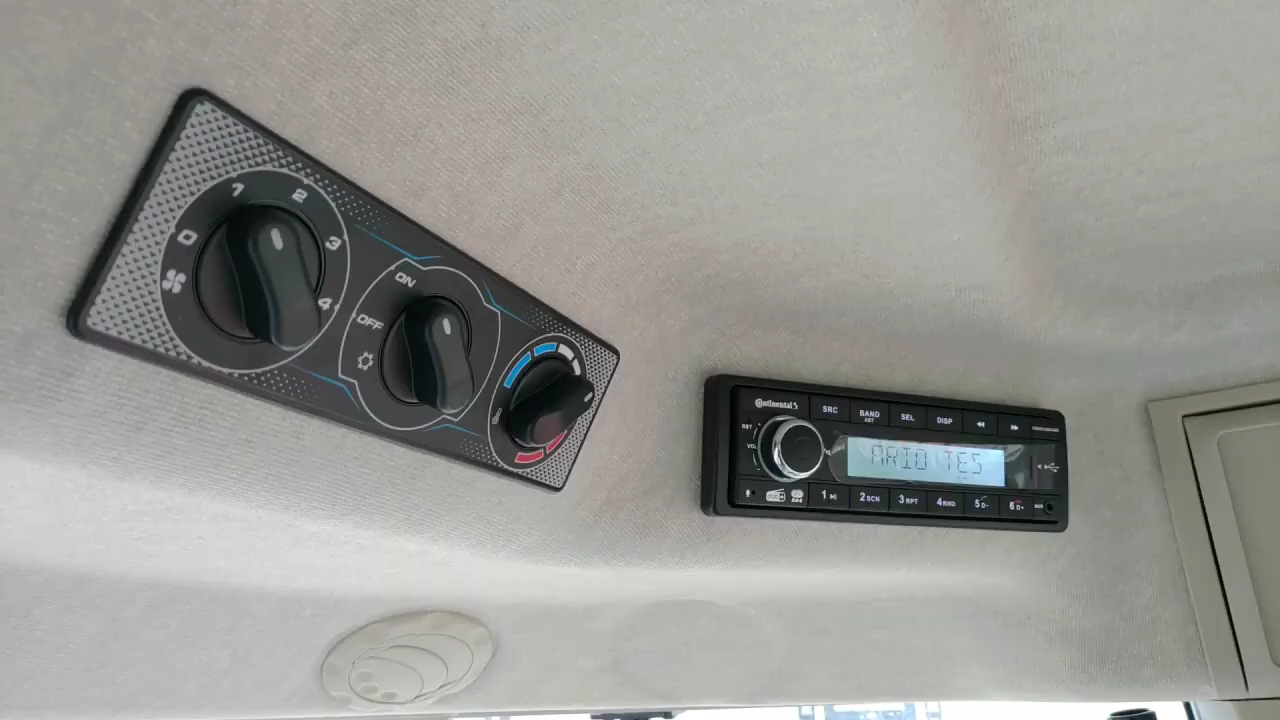 0 1 2 3 4
ON
OFF
Continental
SRC
BAND
AST
SEL
DISP
RST
VOL
ARIO TES
1
2 SCN
3 RPT
4 RND
5 D-
6 D+
AUX